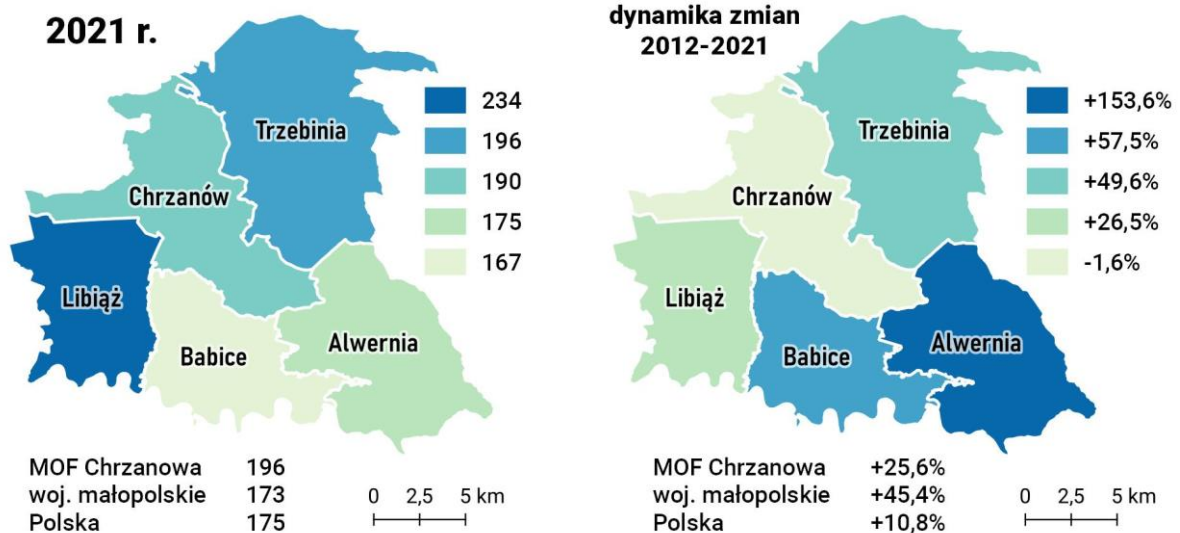 2021 r.
234
196
190
175
167
Trzebinia
Chrzanów
Libiąż
Babice
Alwernia
MOF Chrzanowa 196
woj. małopolskie 173
Polska 175
0 2,5 5 km
dynamika zmian
2012-2021
+153,6%
+57,5%
+49,6%
+26,5%
-1,6%
Trzebinia
Chrzanów
Libiąż
Babice
Alwernia
MOF Chrzanowa +25,6%
woj. małopolskie +45,4%
Polska +10,8%
0 2,5 5 km